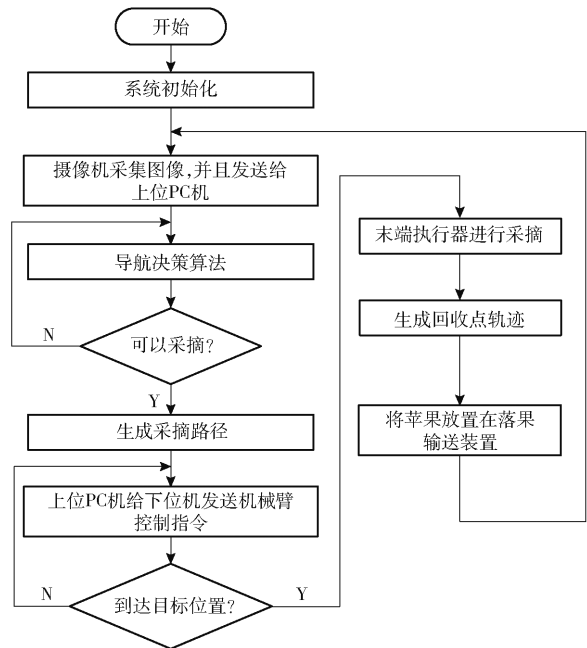 开始
系统初始化
摄像机采集图像,并且发送给
上位PC机
导航决策算法
N
可以采摘?
Y
生成采摘路径
上位PC机给下位机发送机械臂
控制指令
N
到达目标位置?
Y
末端执行器进行采摘
生成回收点轨迹
将苹果放置在落果
输送装置